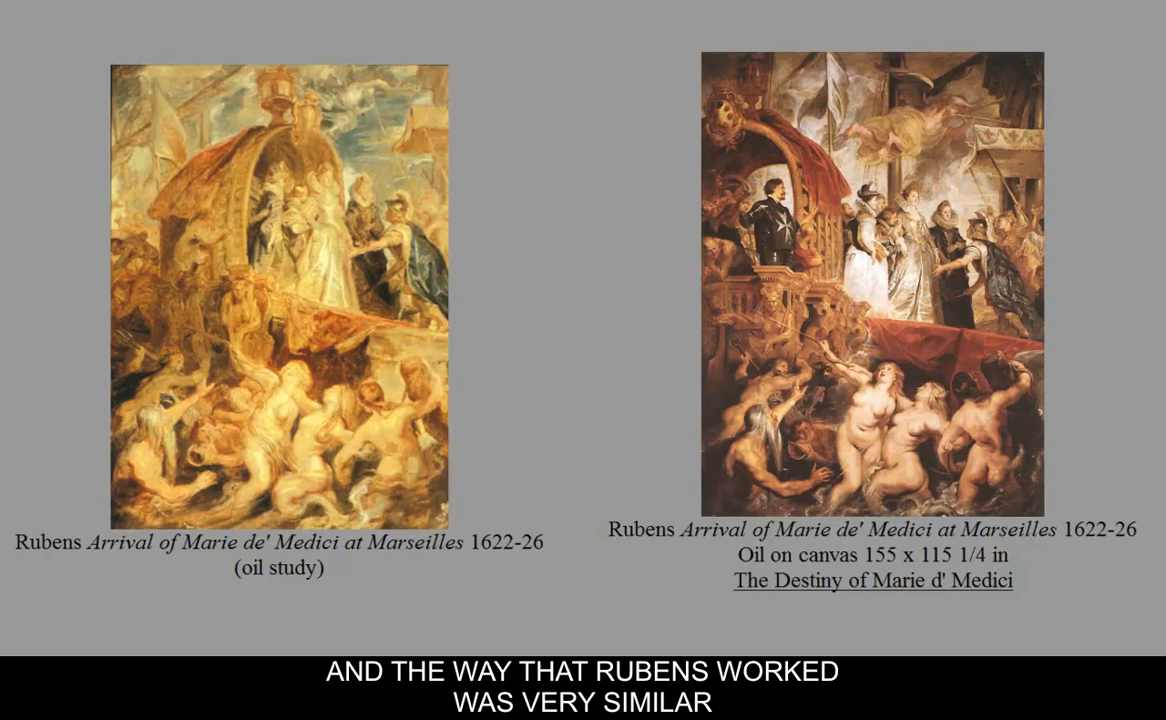 Rubens Arrival of Marie de' Medici at Marseilles 1622-26
(oil study)
Rubens Arrival of Marie de' Medici at Marseilles 1622-26
Oil on canvas 155 x 115 1/4 in
The Destiny of Marie d' Medici
AND THE WAY THAT RUBENS WORKED
WAS VERY SIMILAR